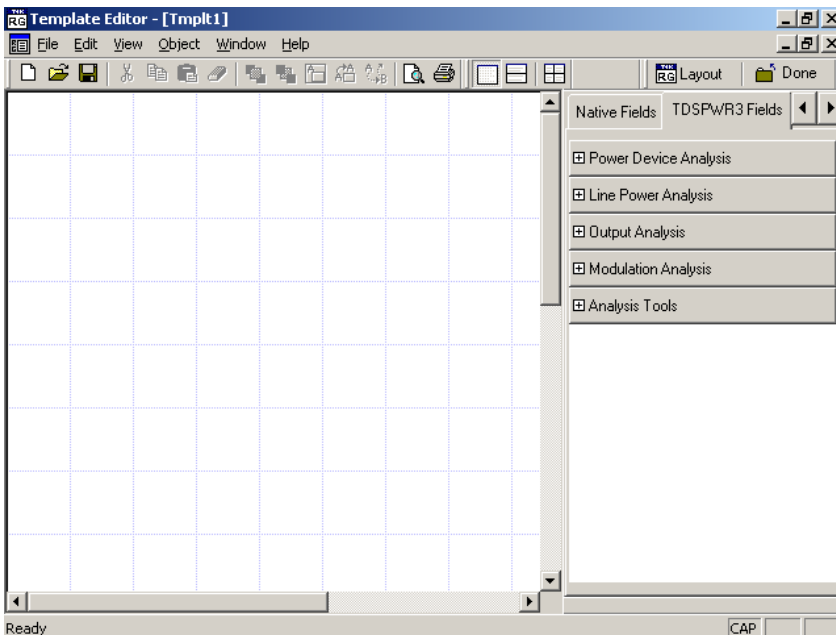 Template Editor - [Tmplt1]
File Edit View Object Window Help
RG Layout Done
Native Fields TDSPWR3 Fields
Power Device Analysis
Line Power Analysis
Output Analysis
Modulation Analysis
Analysis Tools
Ready CAP